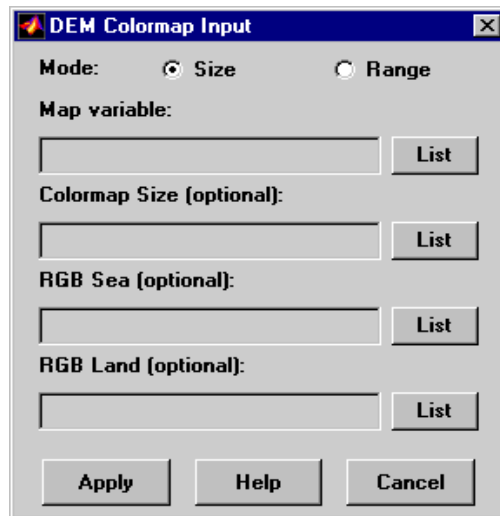 DEM Colormap Input
Mode: Size Range
Map variable:
List
Colormap Size (optional):
List
RGB Sea (optional):
List
RGB Land (optional):
List
Apply Help Cancel